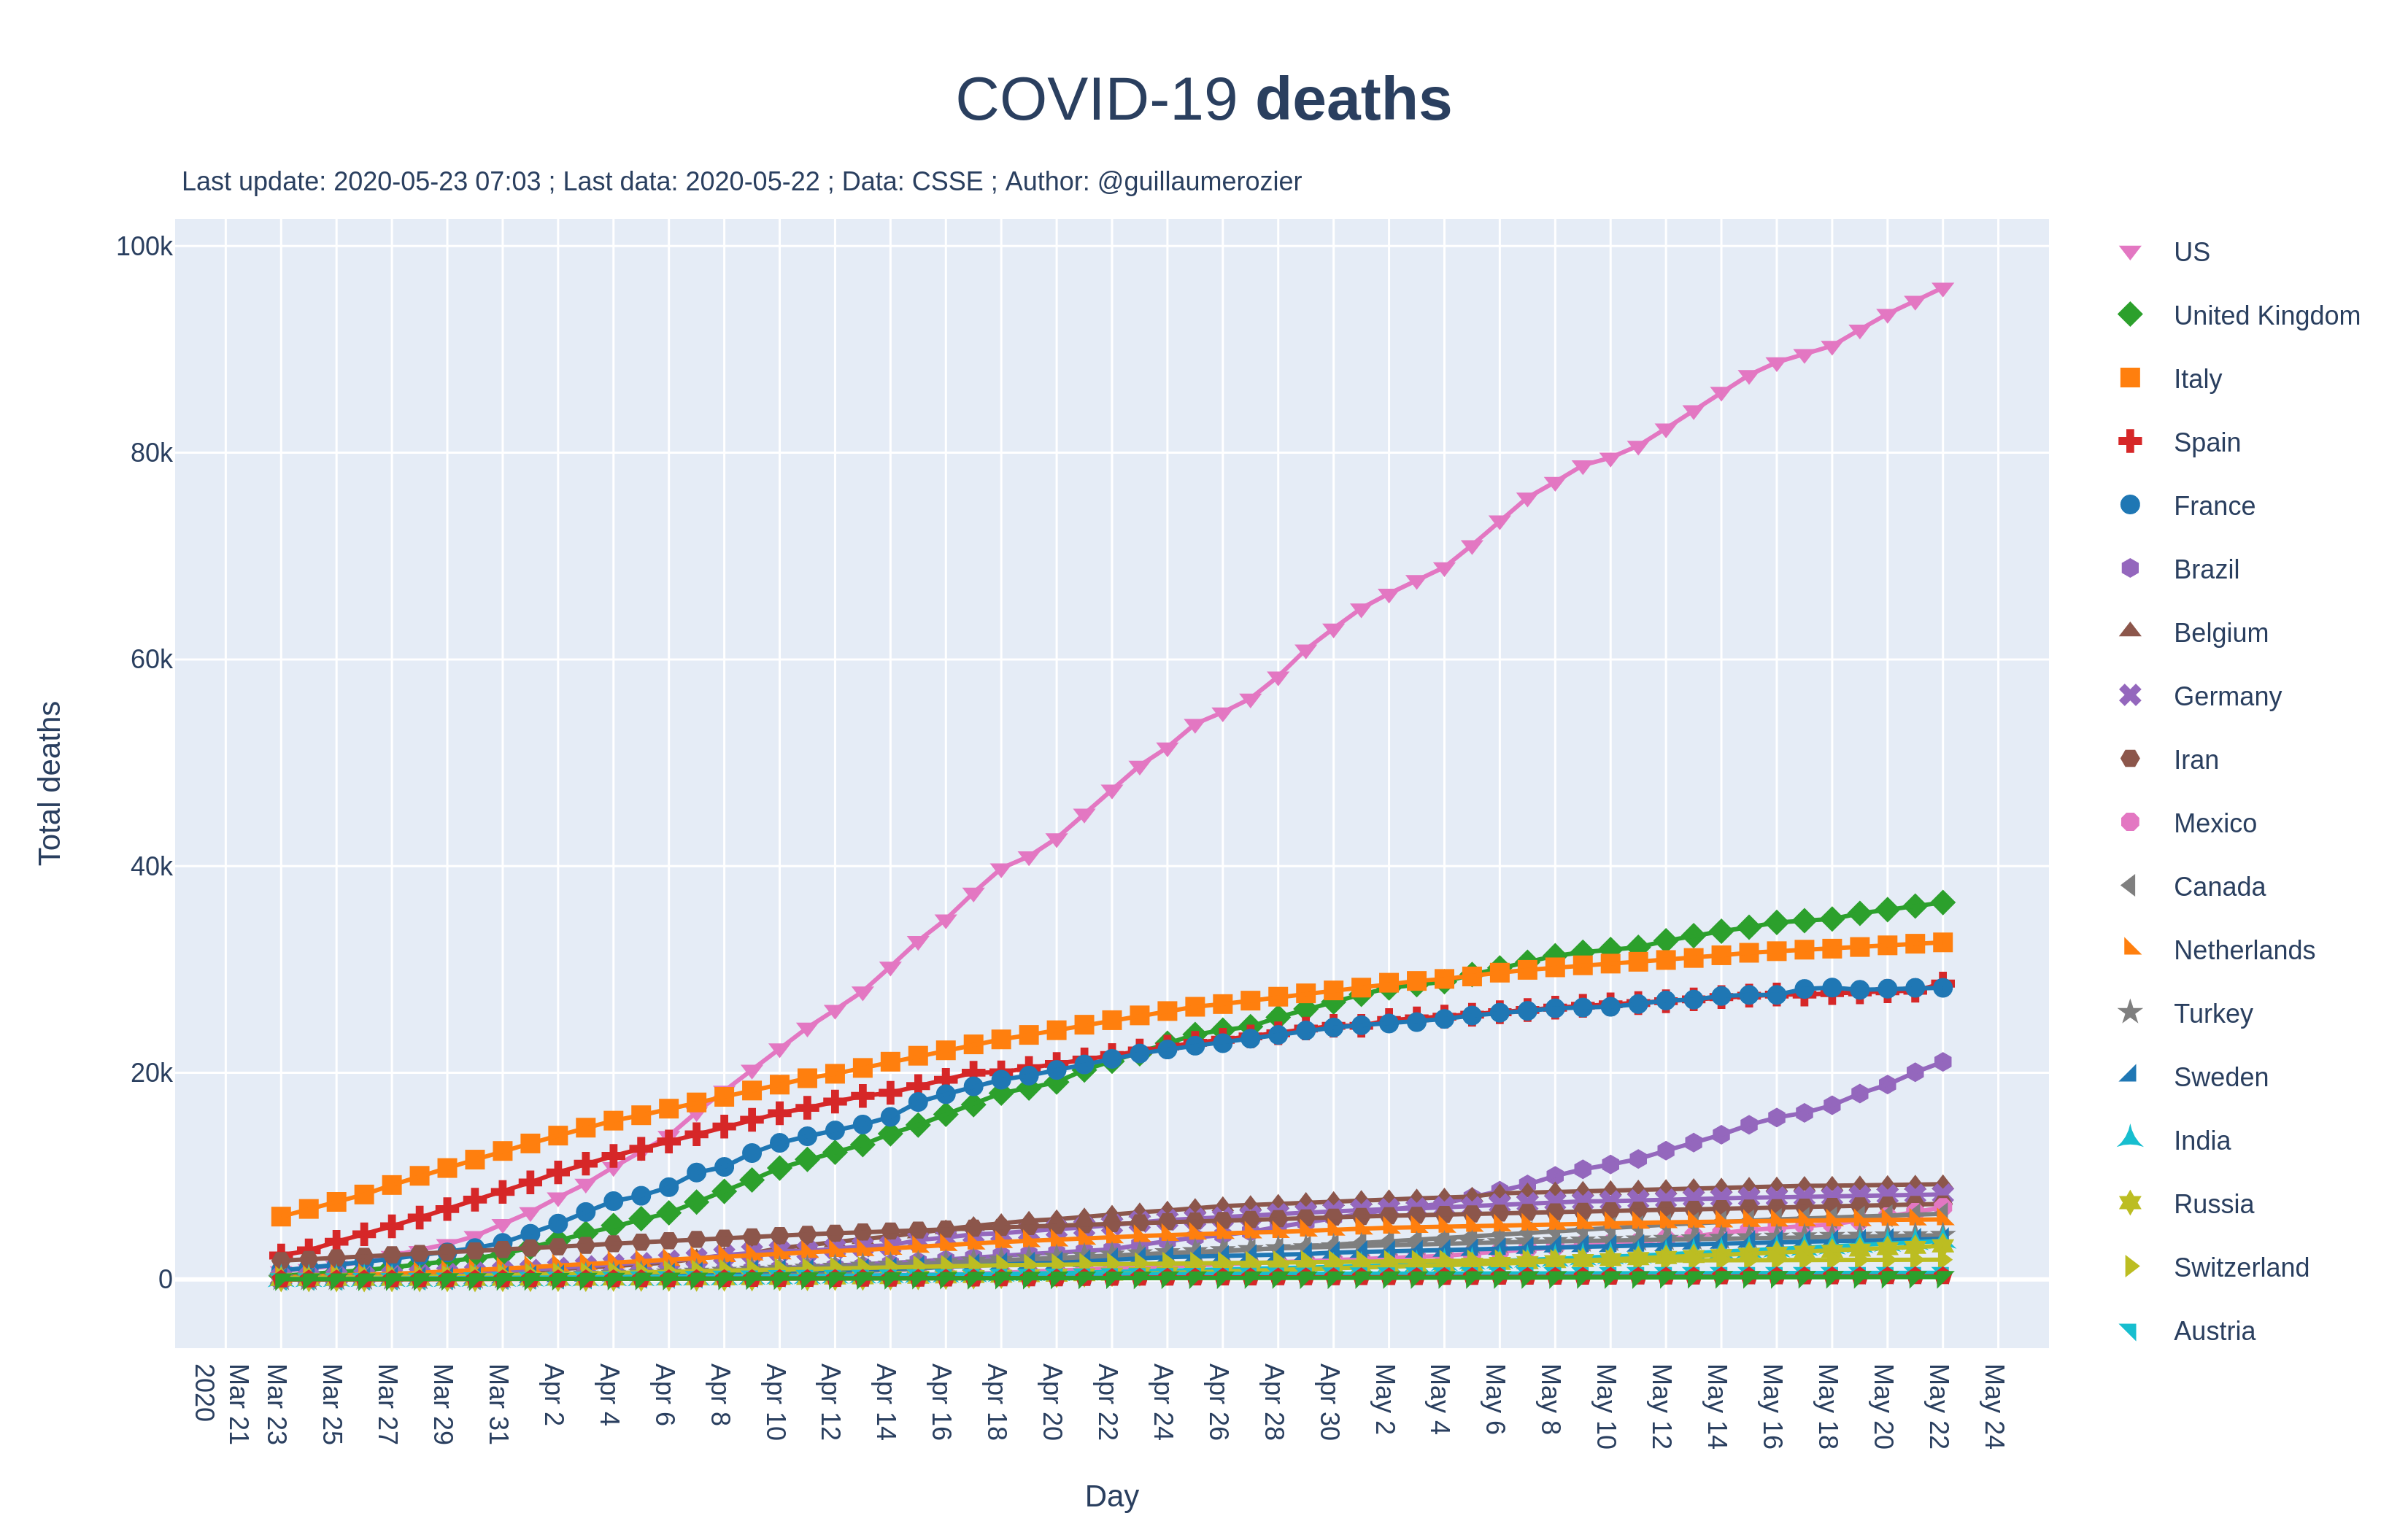 COVID-19 deaths
Last update: 2020-05-23 07:03 ; Last data: 2020-05-22 ; Data: CSSE ; Author: @guillaumerozier
100k
80k
60k
40k
20k
0
Total deaths
Mar 21
2020
Mar 23
Mar 25
Mar 27
Mar 29
Mar 31
Apr 2
Apr 4
Apr 6
Apr 8
Apr 10
Apr 12
Apr 14
Apr 16
Apr 18
Apr 20
Apr 22
Apr 24
Apr 26
Apr 28
Apr 30
May 2
May 4
May 6
May 8
May 10
May 12
May 14
May 16
May 18
May 20
May 22
May 24
Day
US
United Kingdom
Italy
Spain
France
Brazil
Belgium
Germany
Iran
Mexico
Canada
Netherlands
Turkey
Sweden
India
Russia
Switzerland
Austria